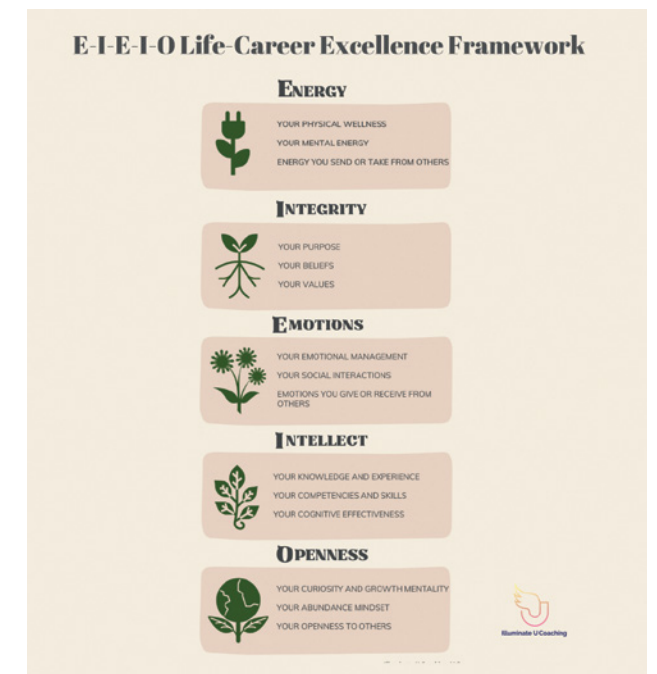 E-I-E-I-O Life-Career Excellence Framework
ENERGY
YOUR PHYSICAL WELLNESS
YOUR MENTAL ENERGY
ENERGY YOU SEND OR TAKE FROM OTHERS
INTEGRITY
YOUR PURPOSE
YOUR BELIEFS
YOUR VALUES
EMOTIONS
YOUR EMOTIONAL MANAGEMENT
YOUR SOCIAL INTERACTIONS
EMOTIONS YOU GIVE OR RECEIVE FROM
OTHERS
INTELLECT
YOUR KNOWLEDGE AND EXPERIENCE
YOUR COMPETENCIES AND SKILLS
YOUR COGNITIVE EFFECTIVENESS
OPENNESS
YOUR CURIOSITY AND GROWTH MENTALITY
YOUR ABUNDANCE MINDSET
YOUR OPENNESS TO OTHERS
Illuminate U Coaching